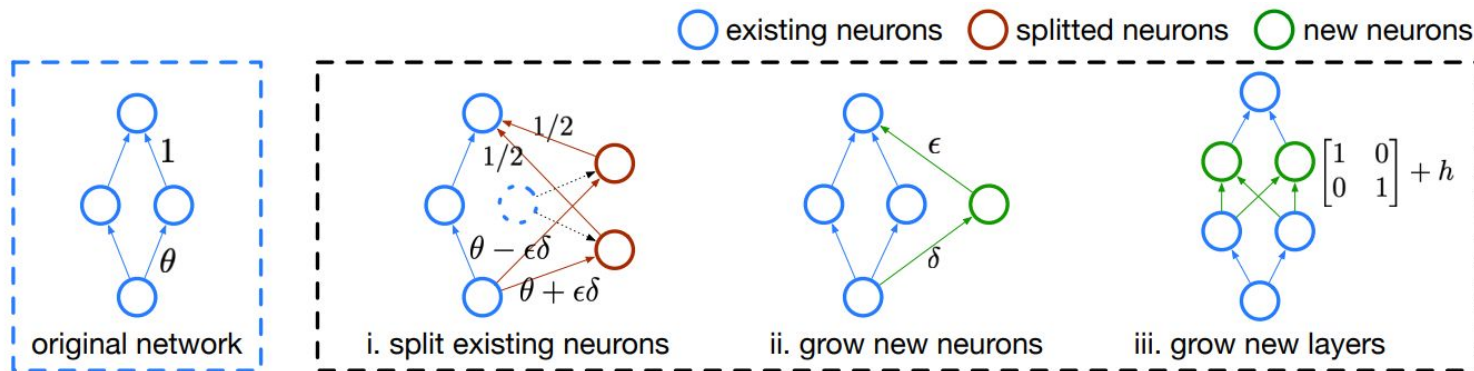 existing neurons splitted neurons new neurons
1
θ
original network
1/2
1/2
θ − ϵδ
θ + ϵδ
i. split existing neurons
ϵ
δ
ii. grow new neurons
[1 0
0 1] + h
iii. grow new layers